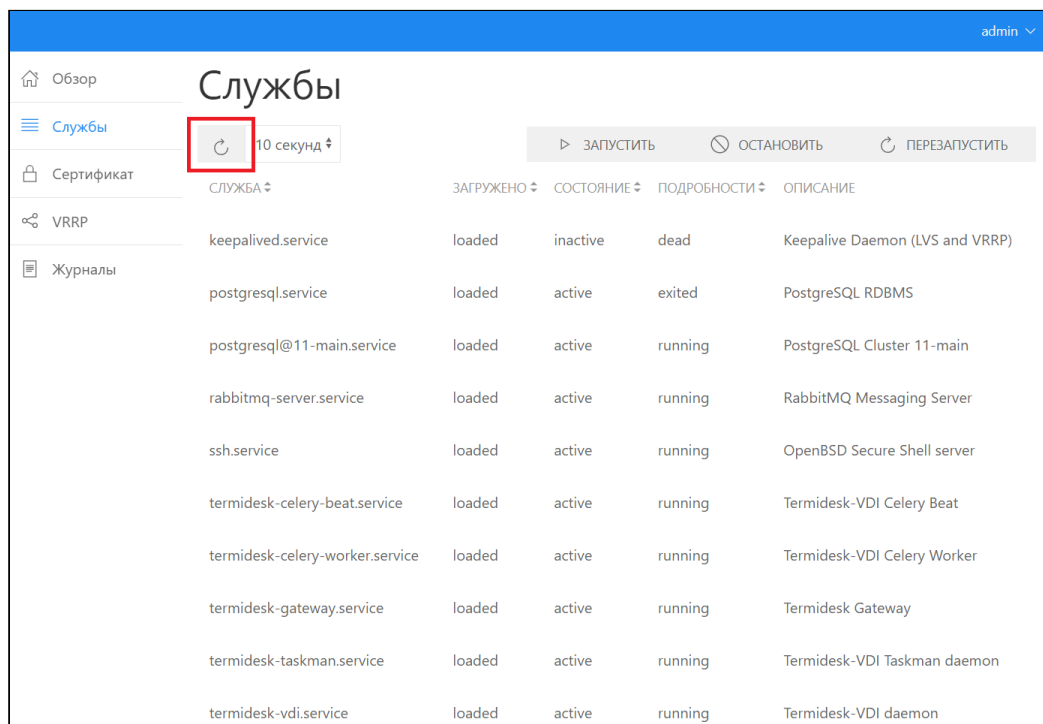 admin
Обзор
Службы
Сертификат
VRRP
Журналы
Службы
10 секунд
ЗАПУСТИТЬ ОСТАНОВИТЬ ПЕРЕЗАПУСТИТЬ
СЛУЖБА ЗАГРУЖЕНО СОСТОЯНИЕ ПОДРОБНОСТИ ОПИСАНИЕ
keepalived.service loaded inactive dead Keepalive Daemon (LVS and VRRP)
postgresql.service loaded active exited PostgreSQL RDBMS
postgresql@11-main.service loaded active running PostgreSQL Cluster 11-main
rabbitmq-server.service loaded active running RabbitMQ Messaging Server
ssh.service loaded active running OpenBSD Secure Shell server
termidesk-celery-beat.service loaded active running Termidesk-VDI Celery Beat
termidesk-celery-worker.service loaded active running Termidesk-VDI Celery Worker
termidesk-gateway.service loaded active running Termidesk Gateway
termidesk-taskman.service loaded active running Termidesk-VDI Taskman daemon
termidesk-vdi.service loaded active running Termidesk-VDI daemon